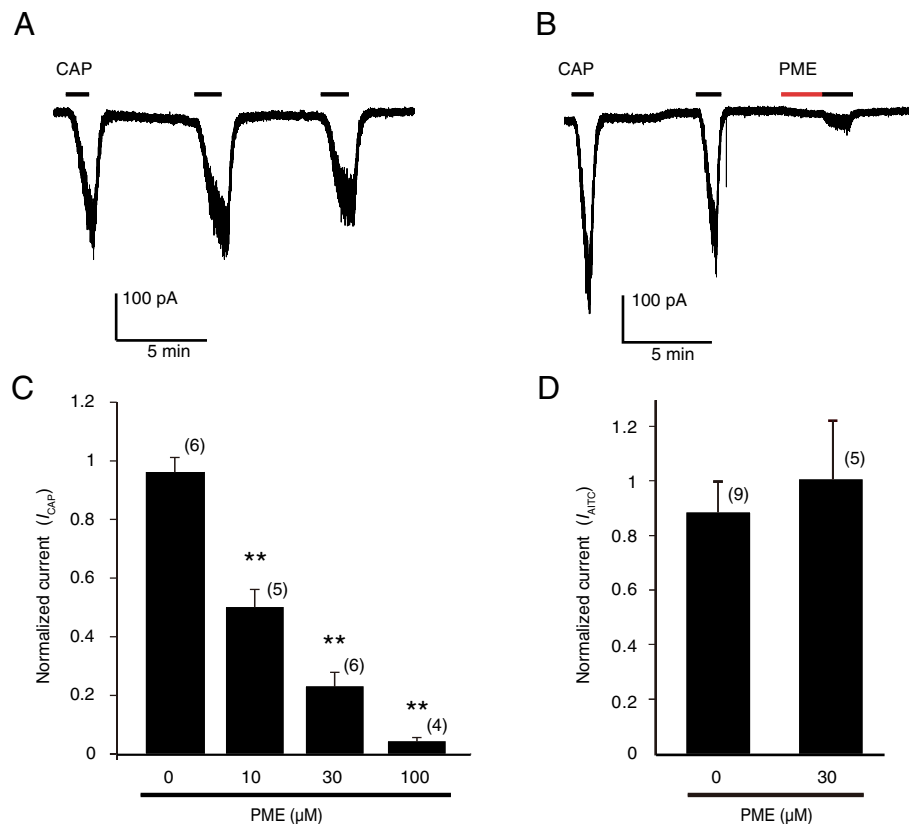 A
CAP
100 pA
5 min
B
CAP
PME
100 pA
5 min
C
Normalized current (I_CAP)
1.2
1
0.8
0.6
0.4
0.2
0
(6)
**
(5)
**
(6)
**
(4)
0 10 30 100
PME (µM)
D
Normalized current (I_AITC)
1.2
1
0.8
0.6
0.4
0.2
0
(9)
(5)
0 30
PME (µM)